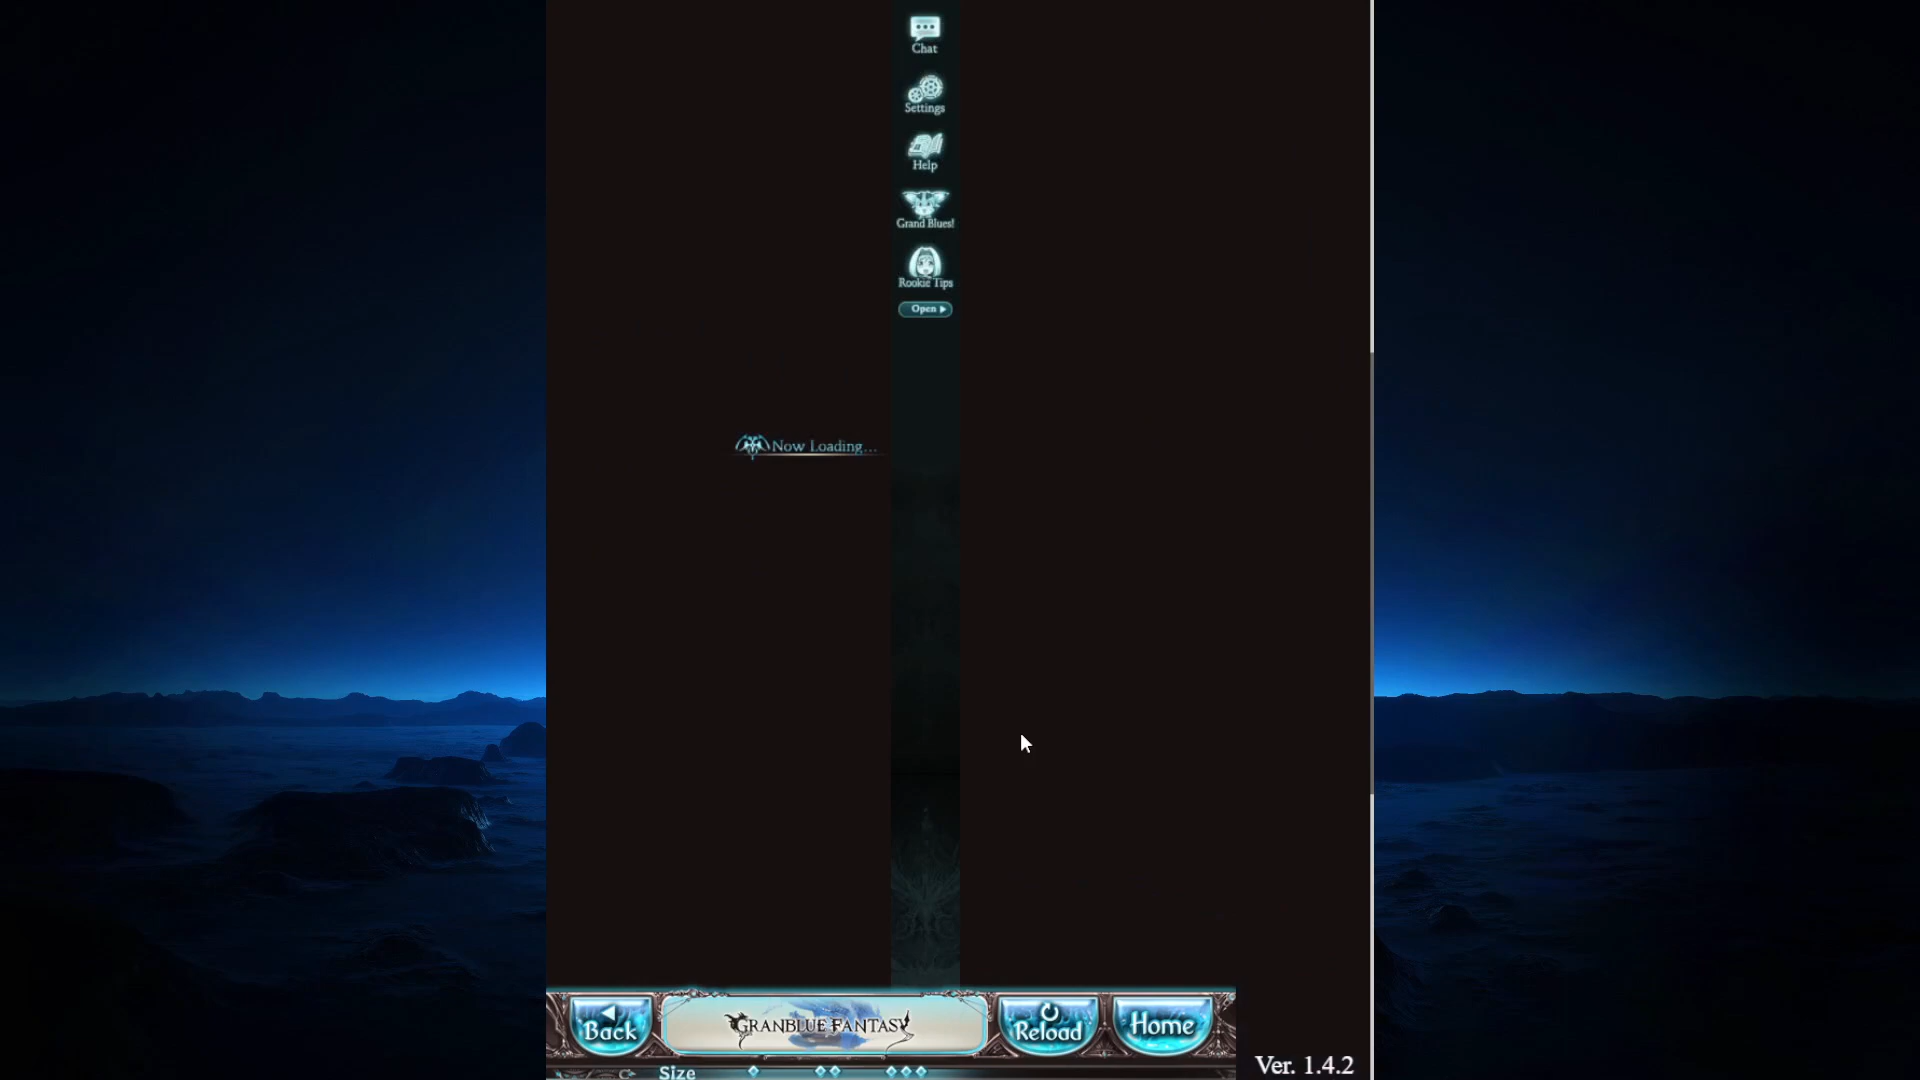 Chat
Settings
Help
Grand Blues!
Rookie Tips
Open
Now Loading...
Back
GRANBLUE FANTASY
Reload
Home
Size
Ver. 1.4.2